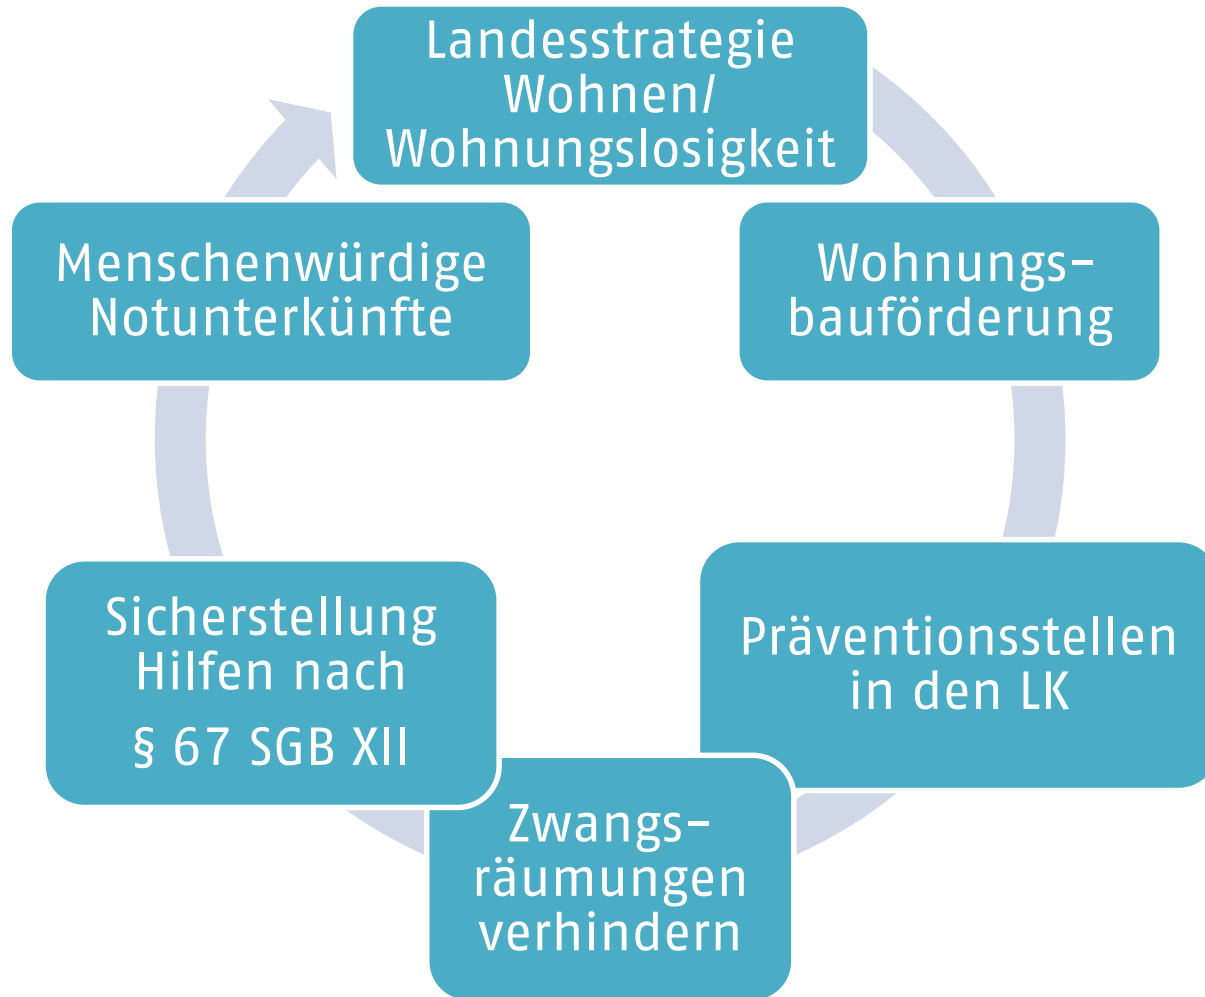 Landesstrategie
Wohnen/
Wohnungslosigkeit
Wohnungs-
bauförderung
Präventionsstellen
in den LK
Zwangs-
räumungen
verhindern
Sicherstellung
Hilfen nach
§ 67 SGB XII
Menschenwürdige
Notunterkünfte